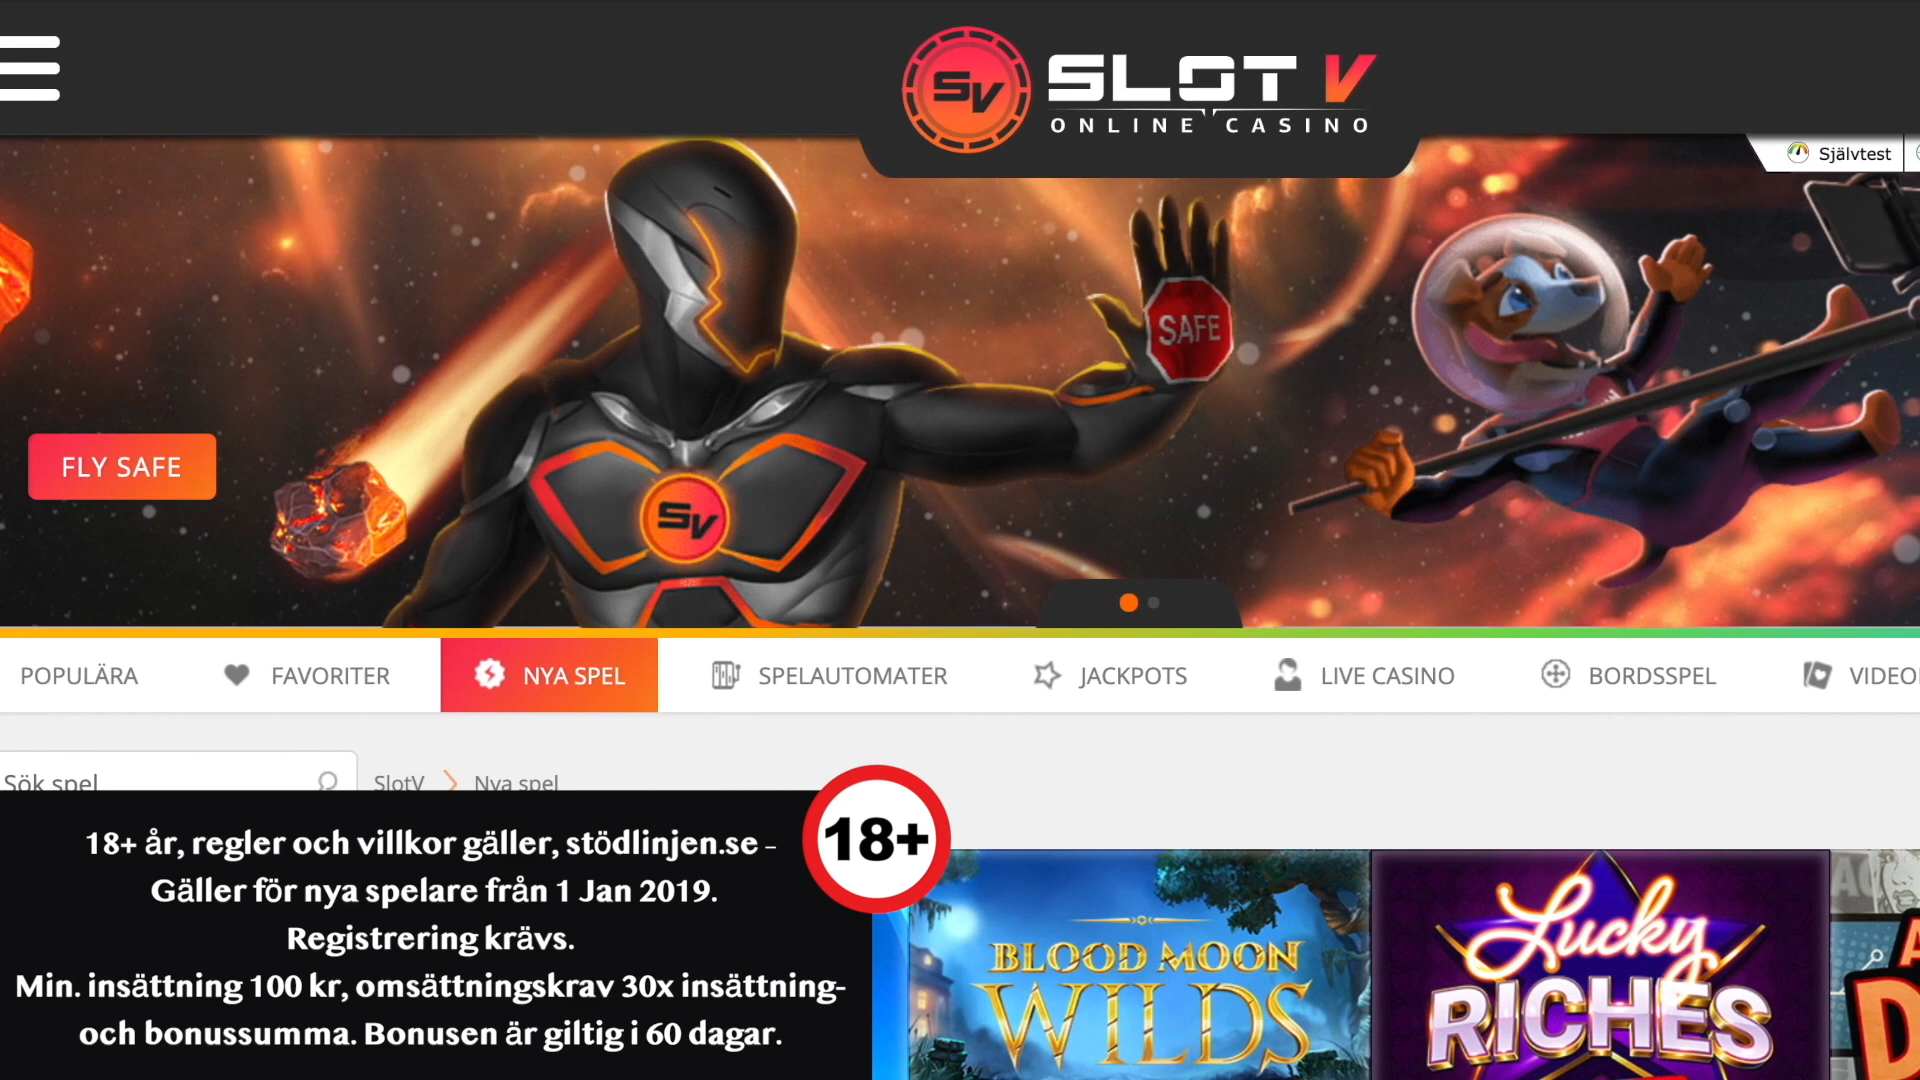 SV
SLOT V
ONLINE CASINO
Självtest
SAFE
FLY SAFE
SV
POPULÄRA
FAVORITER
NYA SPEL
SPELAUTOMATER
JACKPOTS
LIVE CASINO
BORDSSPEL
Sök spel
SlotV
Nya spel
18+
18+ år, regler och villkor gäller, stödlinjen.se -
Gäller för nya spelare från 1 Jan 2019.
Registrering krävs.
Min. insättning 100 kr, omsättningskrav 30x insättning-
och bonussumma. Bonusen är giltig i 60 dagar.
BLOOD MOON
WILDS
Lucky
RICHES